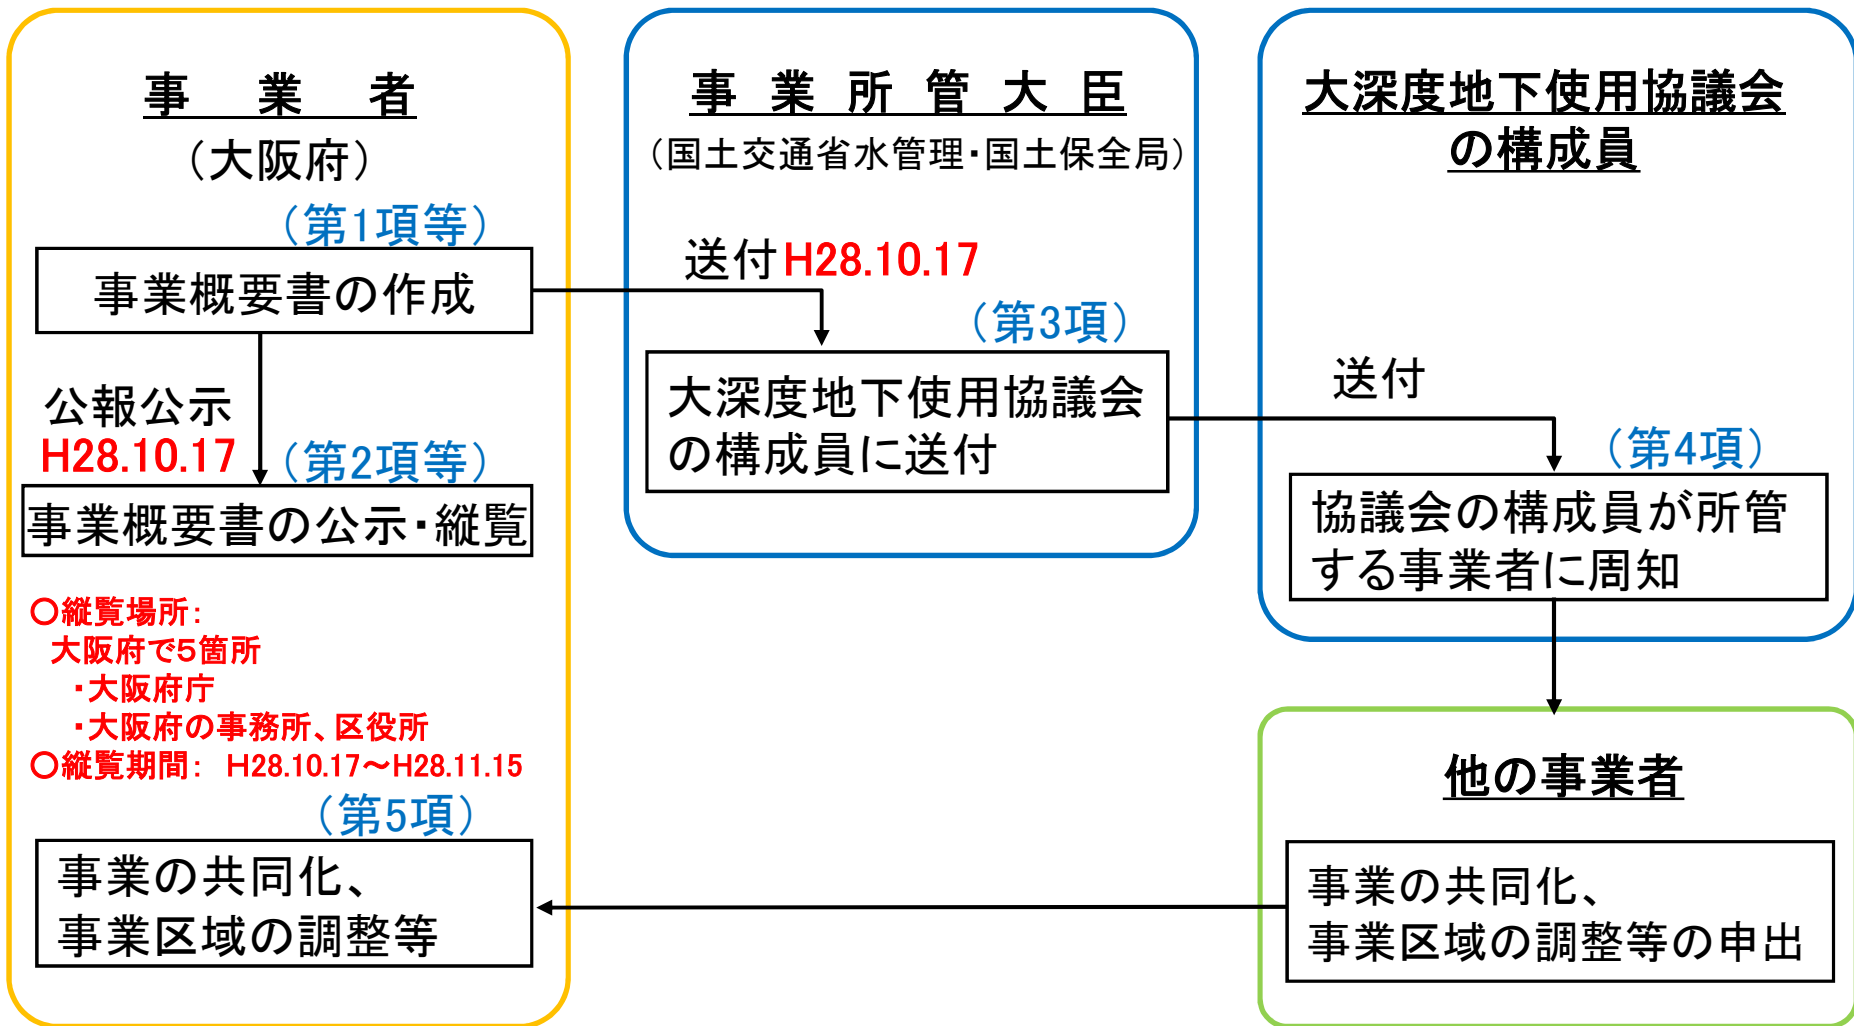 事　業　者
（大阪府）
（第1項等）
事業概要書の作成
公報公示
H28.10.17
（第2項等）
事業概要書の公示・縦覧
○縦覧場所：
大阪府で5箇所
・大阪府庁
・大阪府の事務所、区役所
○縦覧期間：　H28.10.17～H28.11.15
（第5項）
事業の共同化、
事業区域の調整等
事業所管大臣
（国土交通省水管理・国土保全局）
送付 H28.10.17
（第3項）
大深度地下使用協議会
の構成員に送付
大深度地下使用協議会
の構成員
送付
（第4項）
協議会の構成員が所管
する事業者に周知
他の事業者
事業の共同化、
事業区域の調整等の申出